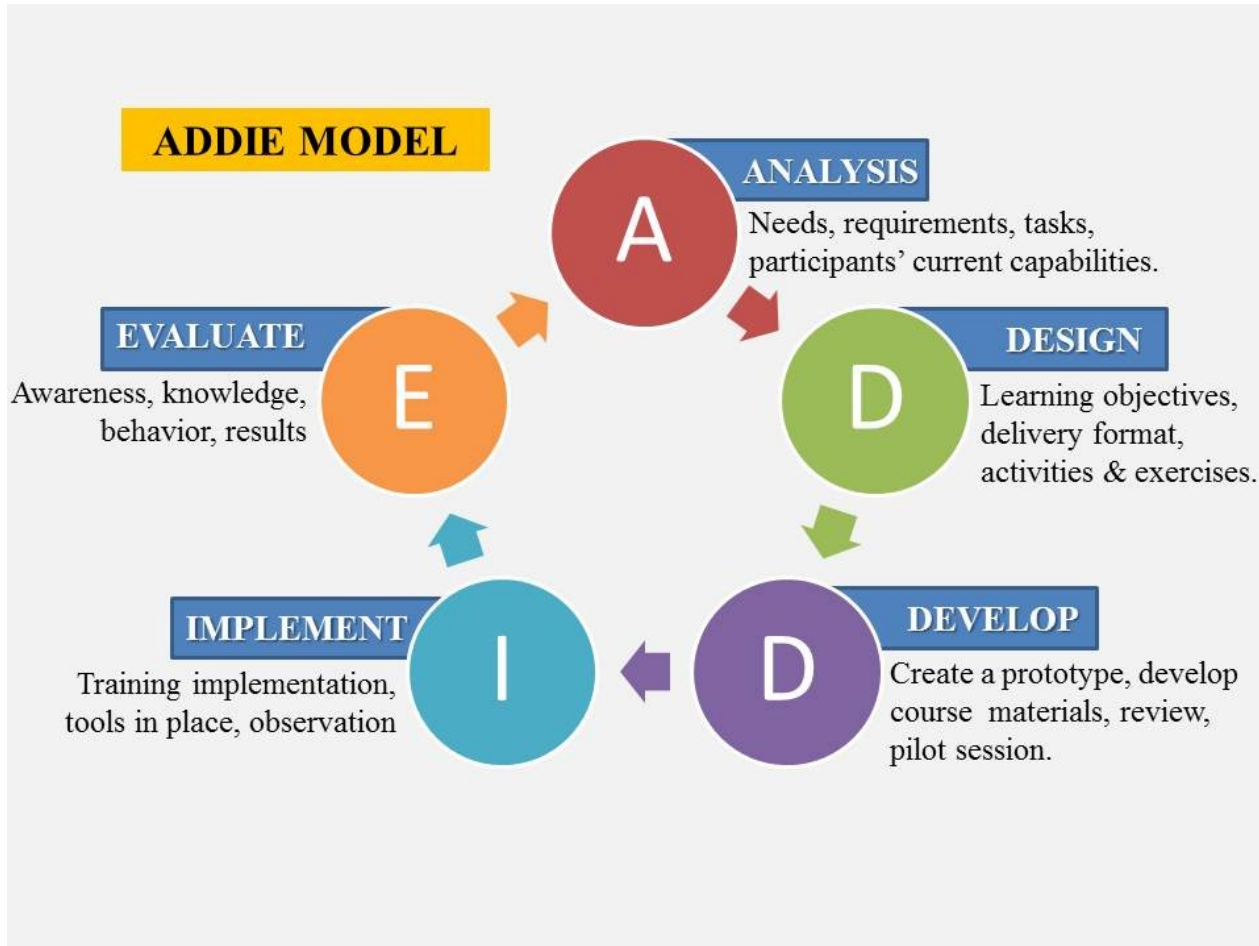 ADDIE MODEL
A
ANALYSIS
Needs, requirements, tasks,
participants’ current capabilities.
D
DESIGN
Learning objectives,
delivery format,
activities & exercises.
D
DEVELOP
Create a prototype, develop
course materials, review,
pilot session.
I
IMPLEMENT
Training implementation,
tools in place, observation
E
EVALUATE
Awareness, knowledge,
behavior, results